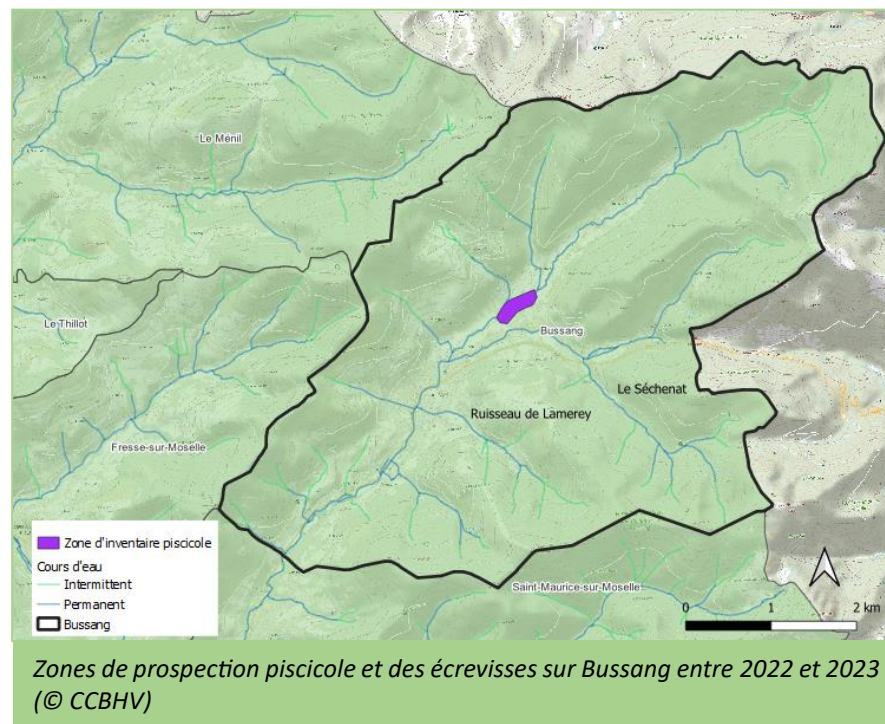 Le Ménil
Le Thillot
Bussang
Le Séchenat
Ruisseau de Lamerey
Fresse-sur-Moselle
Saint-Maurice-sur-Moselle
Zone d'inventaire piscicole
Cours d'eau
Intermittent
Permanent
Bussang
0 1 2 km
Zones de prospection piscicole et des écrevisses sur Bussang entre 2022 et 2023
(© CCBHV)